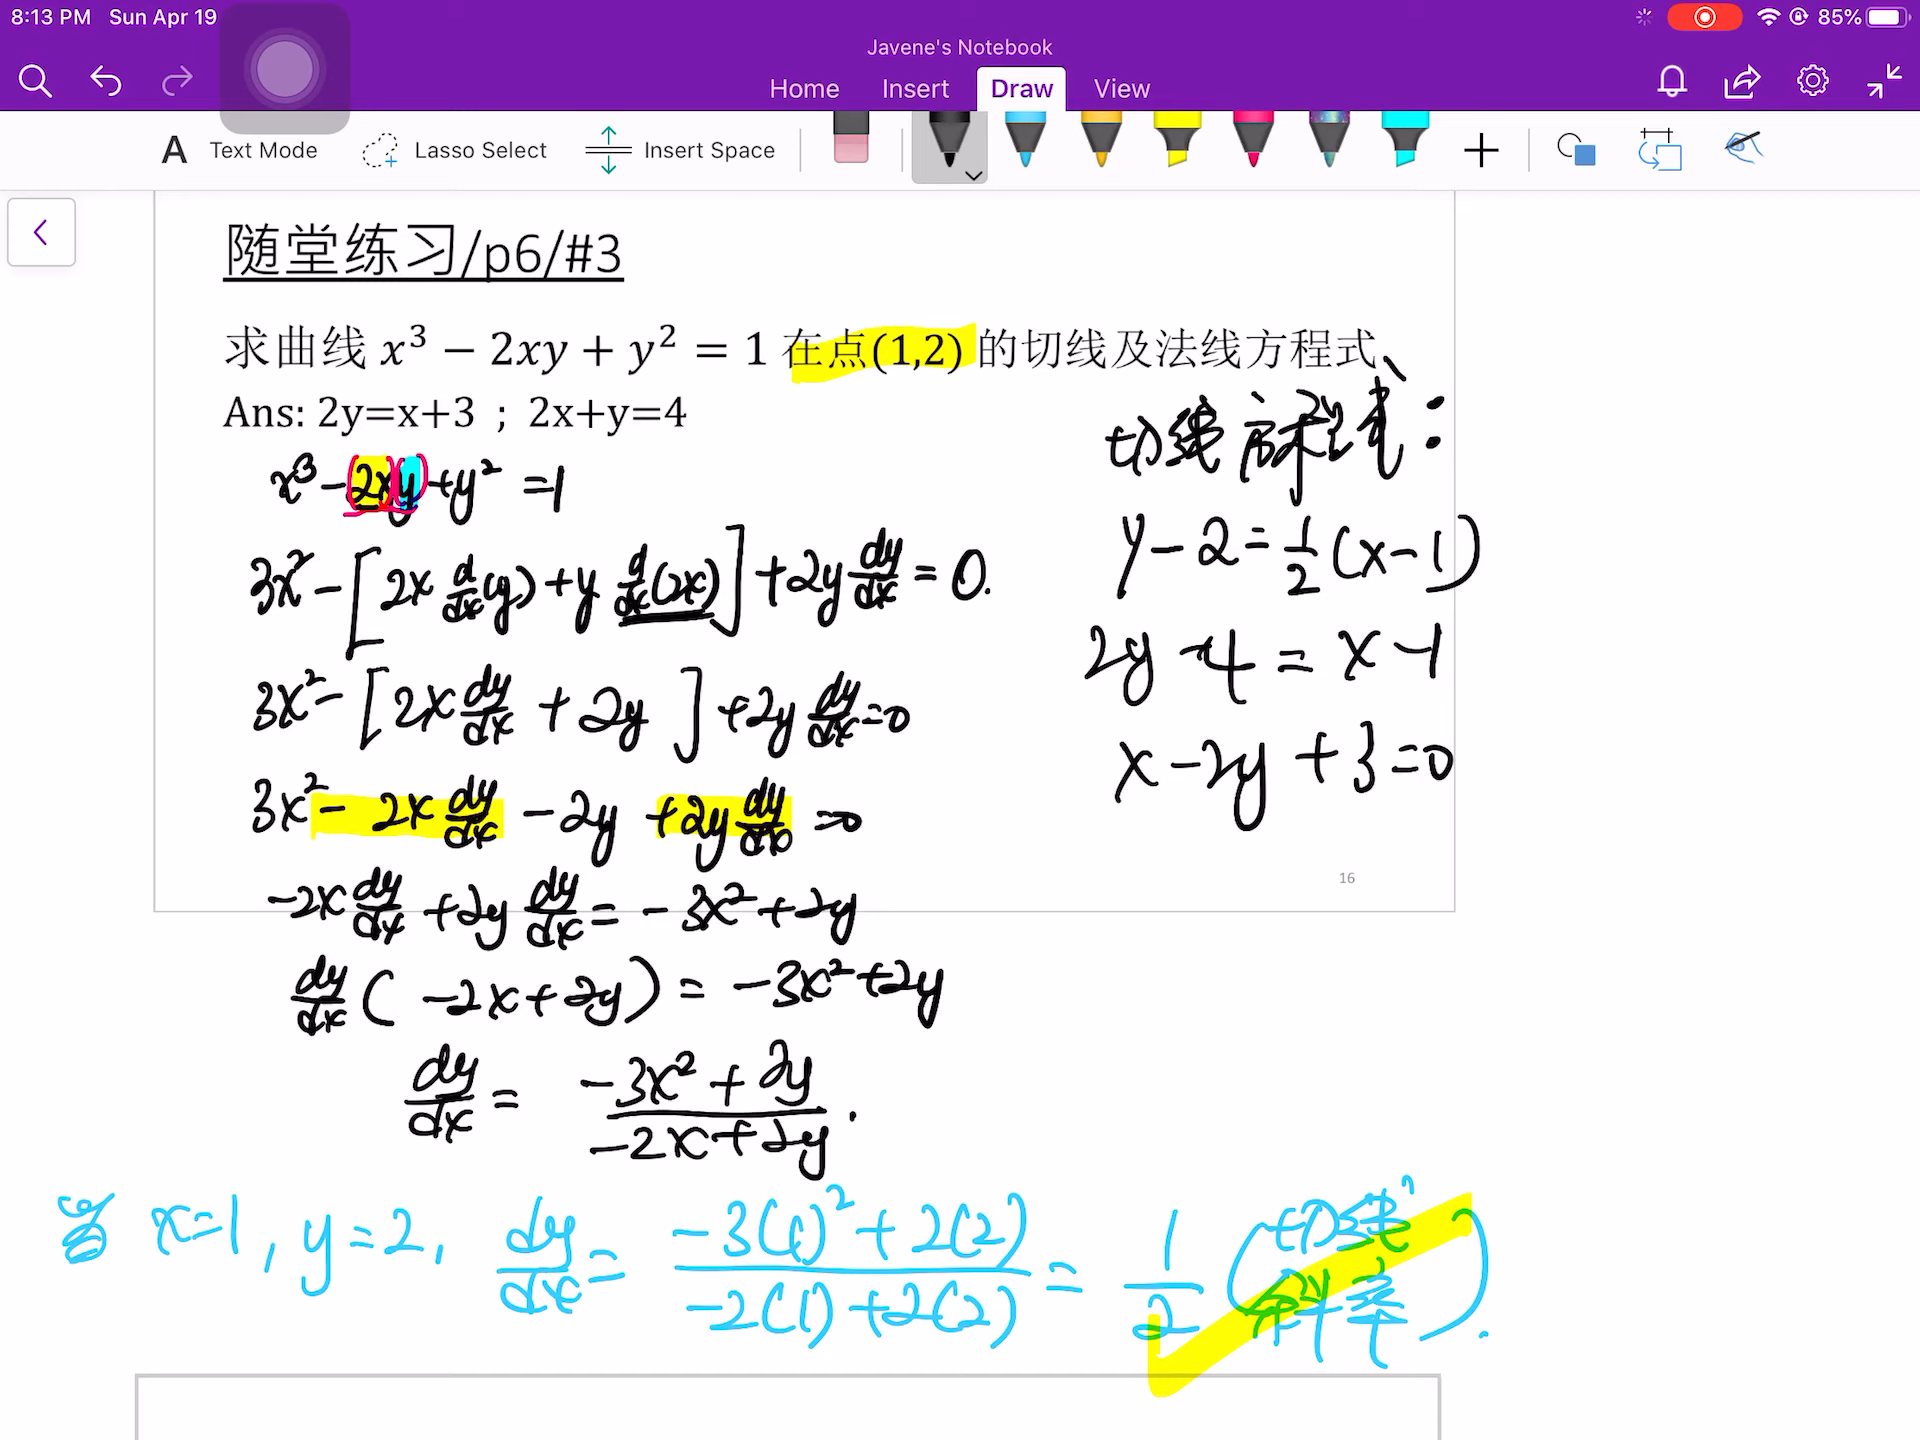 8:13 PM Sun Apr 19
85%
Javene's Notebook
Home Insert Draw View
A Text Mode Lasso Select Insert Space
随堂练习/p6/#3
求曲线 x³ − 2xy + y² = 1 在点(1,2) 的切线及法线方程式
Ans: 2y=x+3 ; 2x+y=4
x³ - 2xy + y² = 1
3x² - [2x d/dx (y) + y d/dx (2x)] + 2y dy/dx = 0.
3x² - [2x dy/dx + 2y] + 2y dy/dx = 0
3x² - 2x dy/dx - 2y + 2y dy/dx = 0
-2x dy/dx + 2y dy/dx = -3x² + 2y
dy/dx (-2x + 2y) = -3x² + 2y
dy/dx = (-3x² + 2y)/(-2x + 2y).
切线方程式:
y - 2 = 1/2 (x - 1)
2y - 4 = x - 1
x - 2y + 3 = 0
16
当 x=1, y=2, dy/dx = (-3(1)² + 2(2))/(-2(1) + 2(2)) = 1/2 (切线斜率).